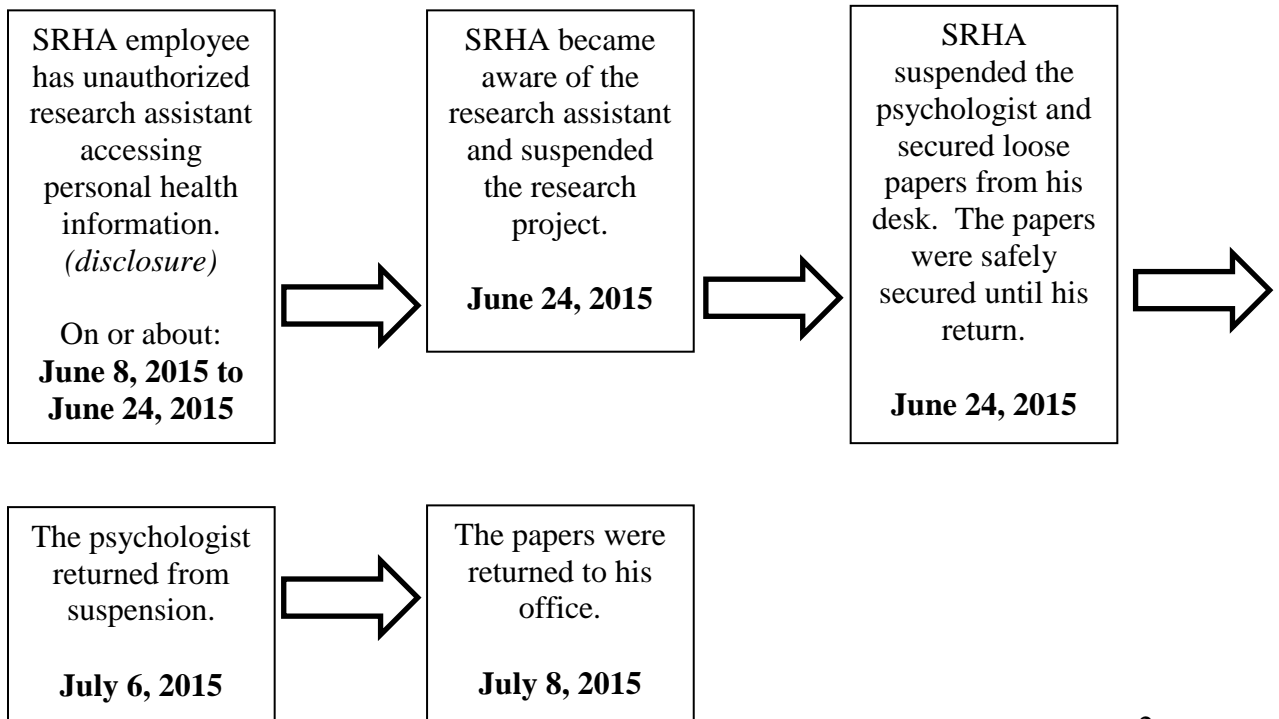 SRHA employee
has unauthorized
research assistant
accessing
personal health
information.
(disclosure)
On or about:
June 8, 2015 to
June 24, 2015
SRHA became
aware of the
research assistant
and suspended
the research
project.
June 24, 2015
SRHA
suspended the
psychologist and
secured loose
papers from his
desk. The papers
were safely
secured until his
return.
June 24, 2015
The psychologist
returned from
suspension.
July 6, 2015
The papers were
returned to his
office.
July 8, 2015